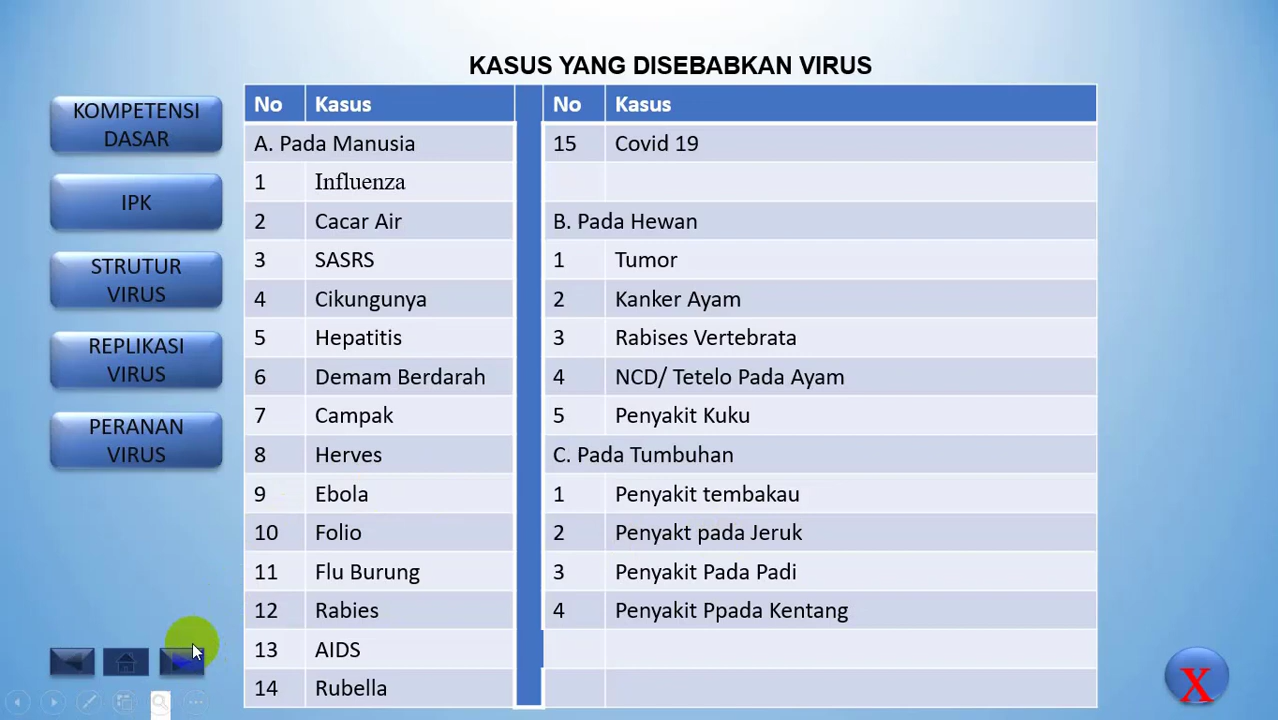 KASUS YANG DISEBABKAN VIRUS
KOMPETENSI
DASAR
IPK
STRUTUR
VIRUS
REPLIKASI
VIRUS
PERANAN
VIRUS
No Kasus
A. Pada Manusia
1 Influenza
2 Cacar Air
3 SASRS
4 Cikungunya
5 Hepatitis
6 Demam Berdarah
7 Campak
8 Herves
9 Ebola
10 Folio
11 Flu Burung
12 Rabies
13 AIDS
14 Rubella
No Kasus
15 Covid 19
B. Pada Hewan
1 Tumor
2 Kanker Ayam
3 Rabises Vertebrata
4 NCD/ Tetelo Pada Ayam
5 Penyakit Kuku
C. Pada Tumbuhan
1 Penyakit tembakau
2 Penyakt pada Jeruk
3 Penyakit Pada Padi
4 Penyakit Ppada Kentang
X